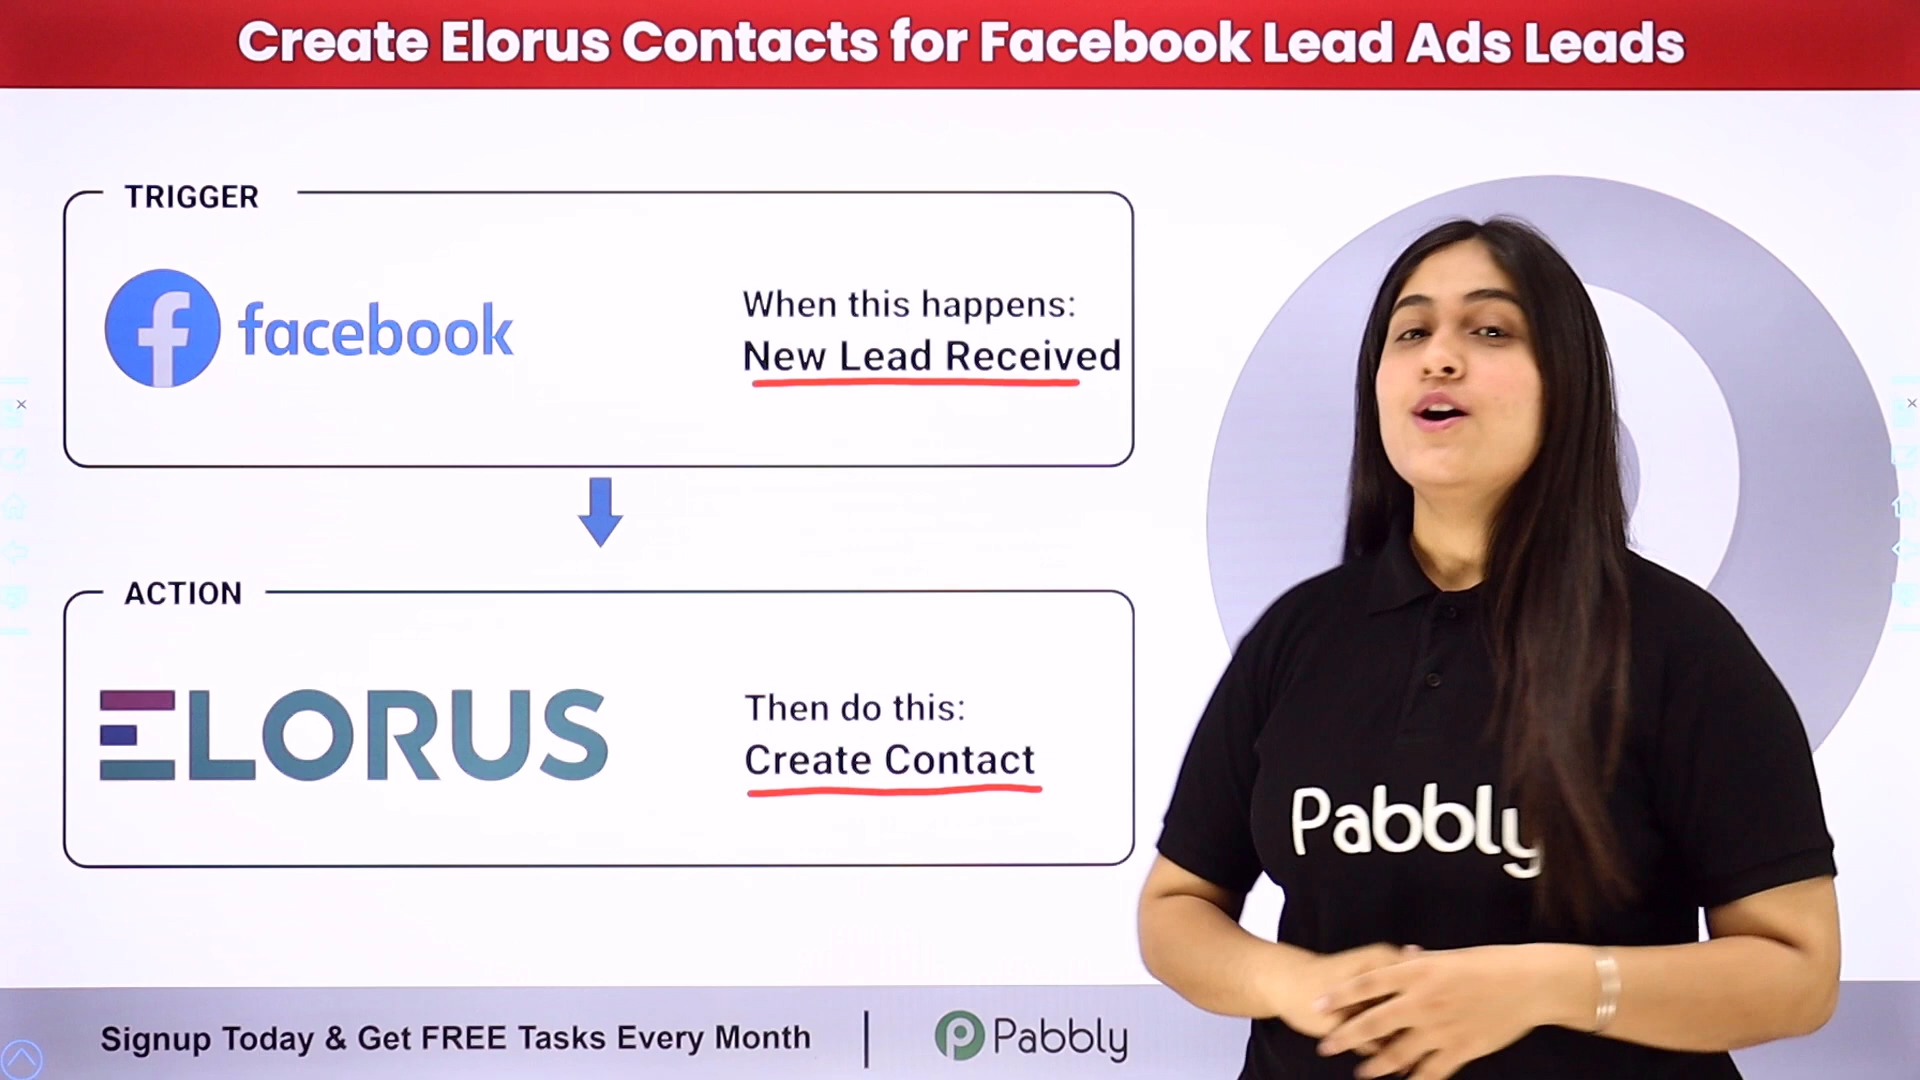 Create Elorus Contacts for Facebook Lead Ads Leads
TRIGGER
facebook
When this happens:
New Lead Received
ACTION
ELORUS
Then do this:
Create Contact
Pabbly
Signup Today & Get FREE Tasks Every Month
Pabbly